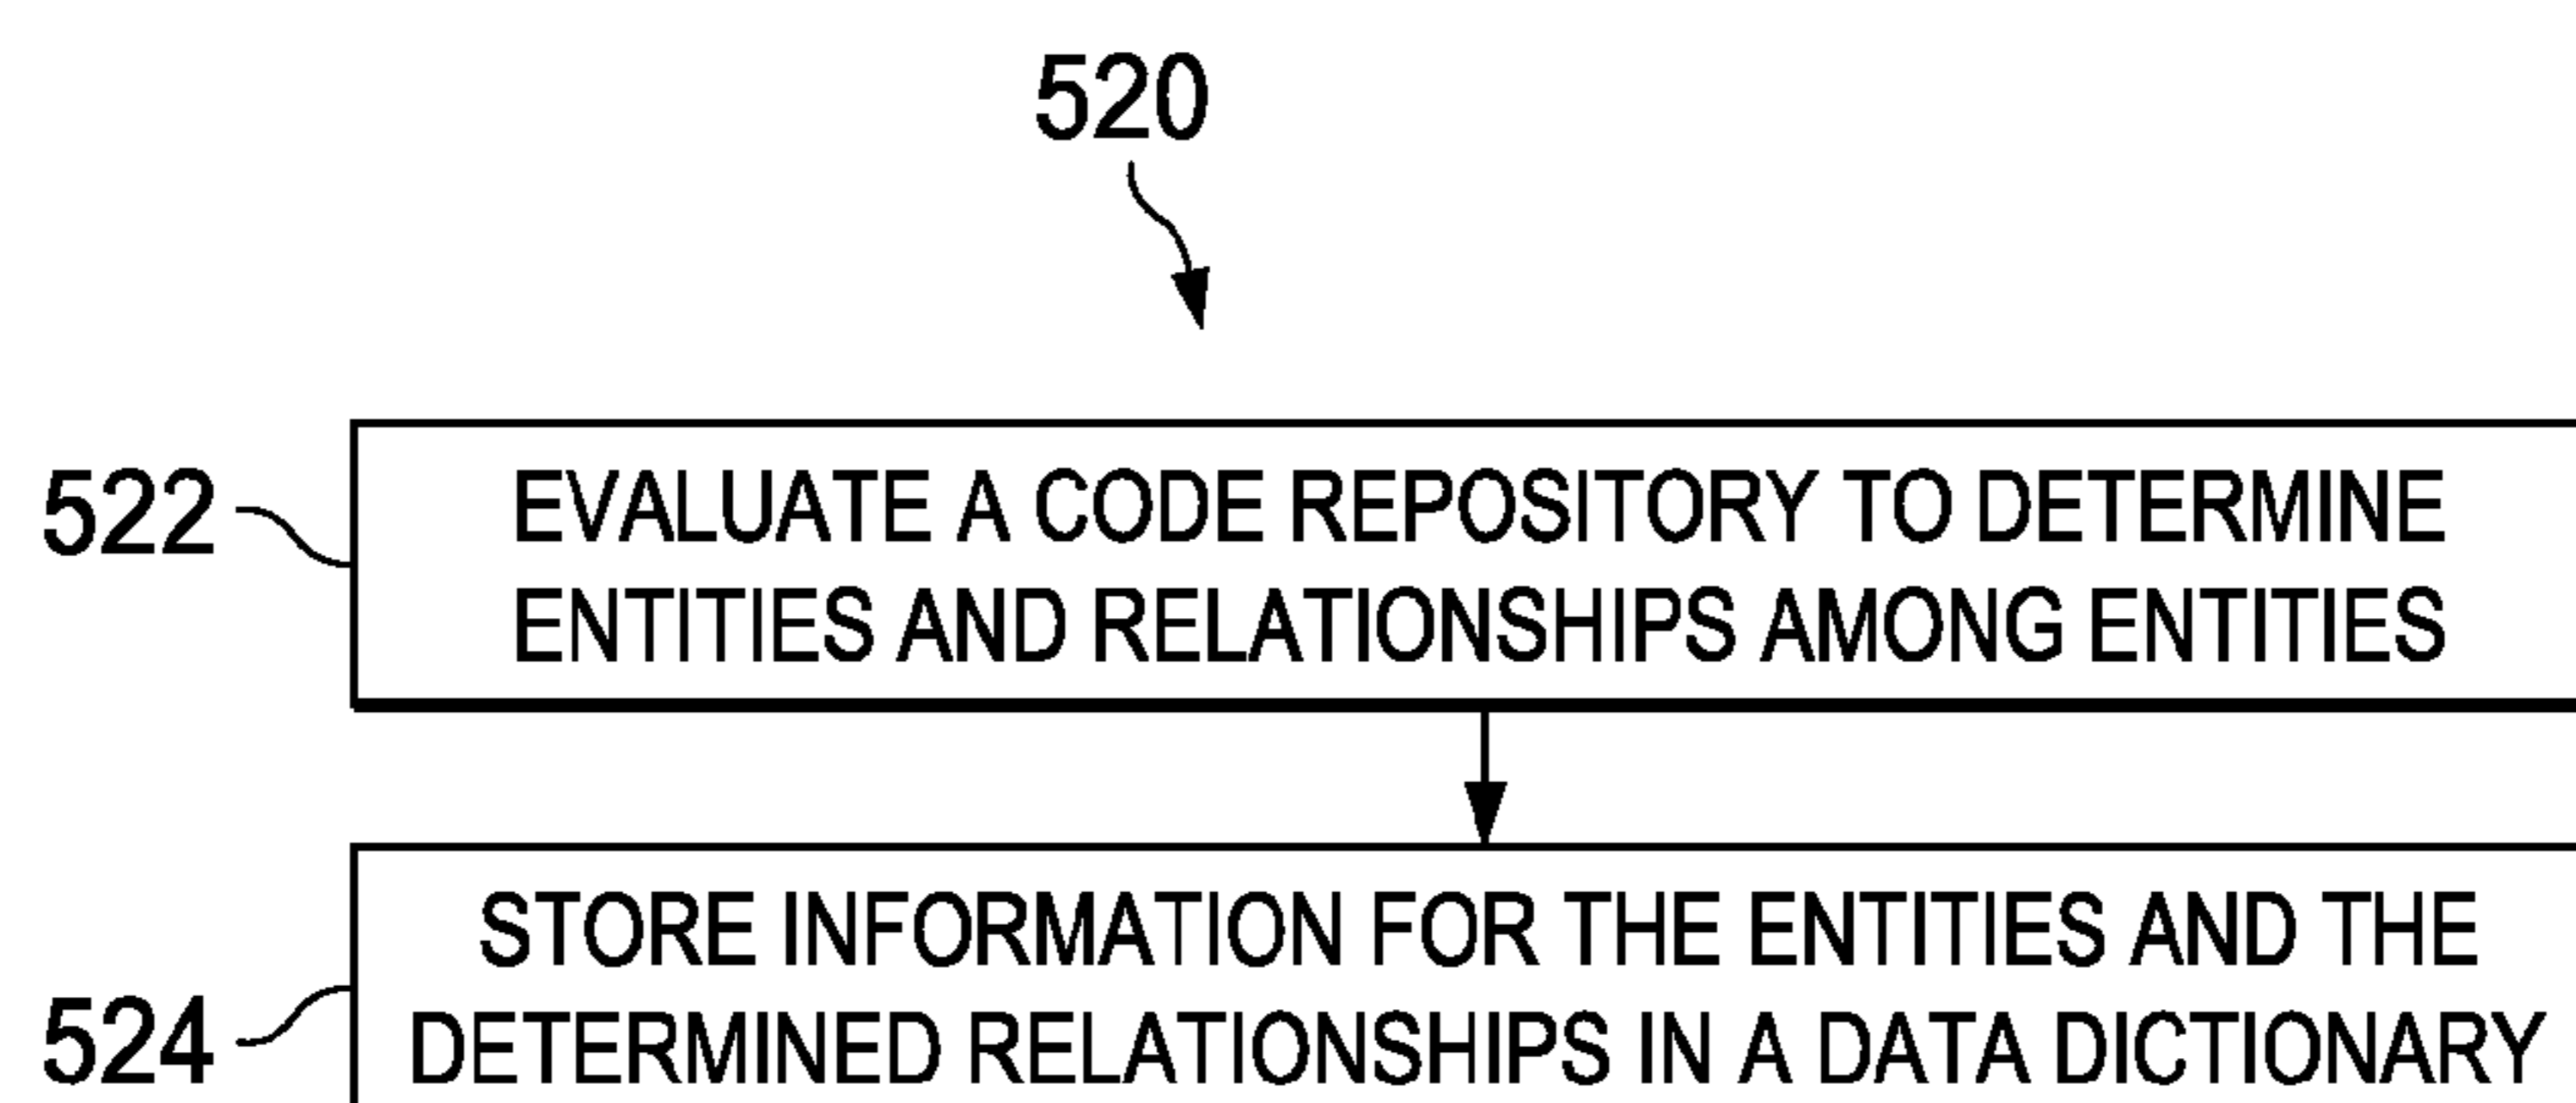 520
522
EVALUATE A CODE REPOSITORY TO DETERMINE
ENTITIES AND RELATIONSHIPS AMONG ENTITIES
524
STORE INFORMATION FOR THE ENTITIES AND THE
DETERMINED RELATIONSHIPS IN A DATA DICTIONARY